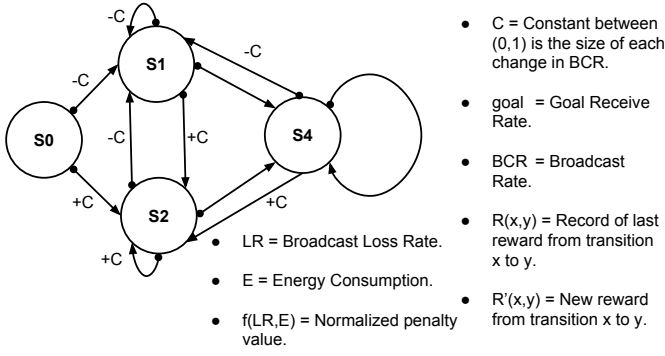 -C
S1
-C
-C
S0
-C
+C
S4
+C
S2
+C
+C
● LR = Broadcast Loss Rate.
● E = Energy Consumption.
● f(LR,E) = Normalized penalty
value.
● C = Constant between
(0,1) is the size of each
change in BCR.
● goal = Goal Receive
Rate.
● BCR = Broadcast
Rate.
● R(x,y) = Record of last
reward from transition
x to y.
● R'(x,y) = New reward
from transition x to y.